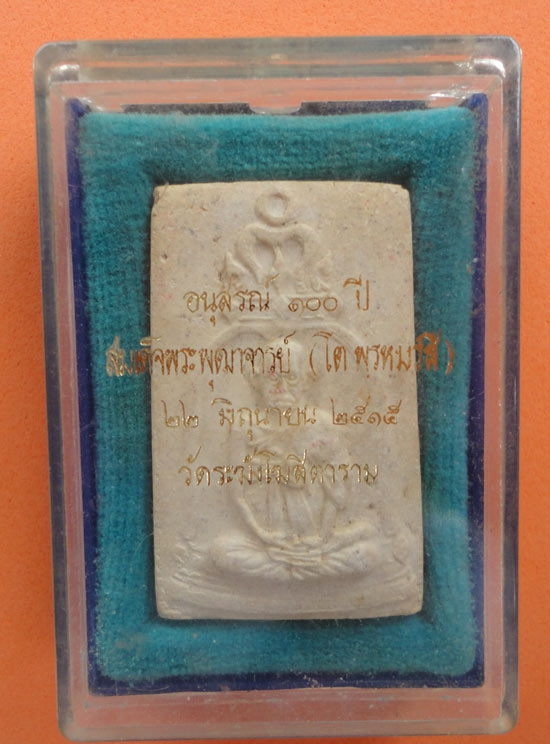 อนุสรณ์ ๑๐๐ ปี
สมเด็จพระพุฒาจารย์ (โต พฺรหฺมรํสี)
๒๒ มิถุนายน ๒๕๑๕
วัดระฆังโฆสิตาราม